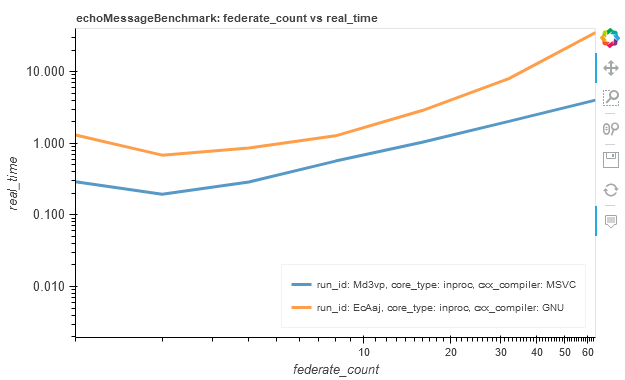 echoMessageBenchmark: federate_count vs real_time
10.000
1.000
0.100
0.010
real_time
run_id: Md3vp, core_type: inproc, cxx_compiler: MSVC
run_id: EcAaj, core_type: inproc, cxx_compiler: GNU
10 20 30 40 50 60
federate_count